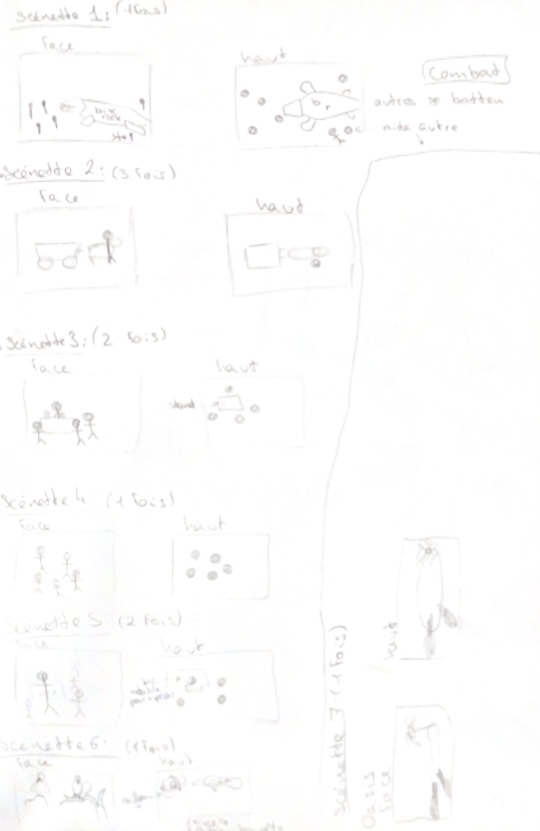 Scénette 1: (1 fois)
face
haut
Combat
autres se battent
aide autre
Scénette 2: (3 fois)
face
haut
Scénette 3: (2 fois)
face
haut
stand
Scénette 4 (1 fois)
face
haut
Scénette 5: (2 fois)
haut
Scénette 6: (1 fois)
face
haut
Scénette 7 (1 fois)
haut
Oasis
face